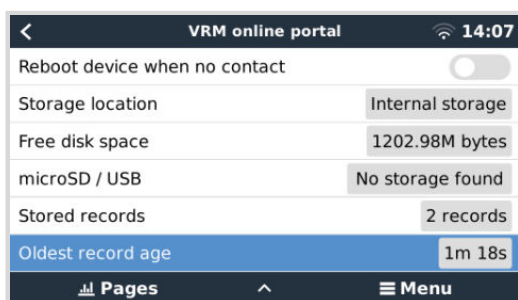 VRM online portal 14:07
Reboot device when no contact
Storage location Internal storage
Free disk space 1202.98M bytes
microSD / USB No storage found
Stored records 2 records
Oldest record age 1m 18s
Pages Menu